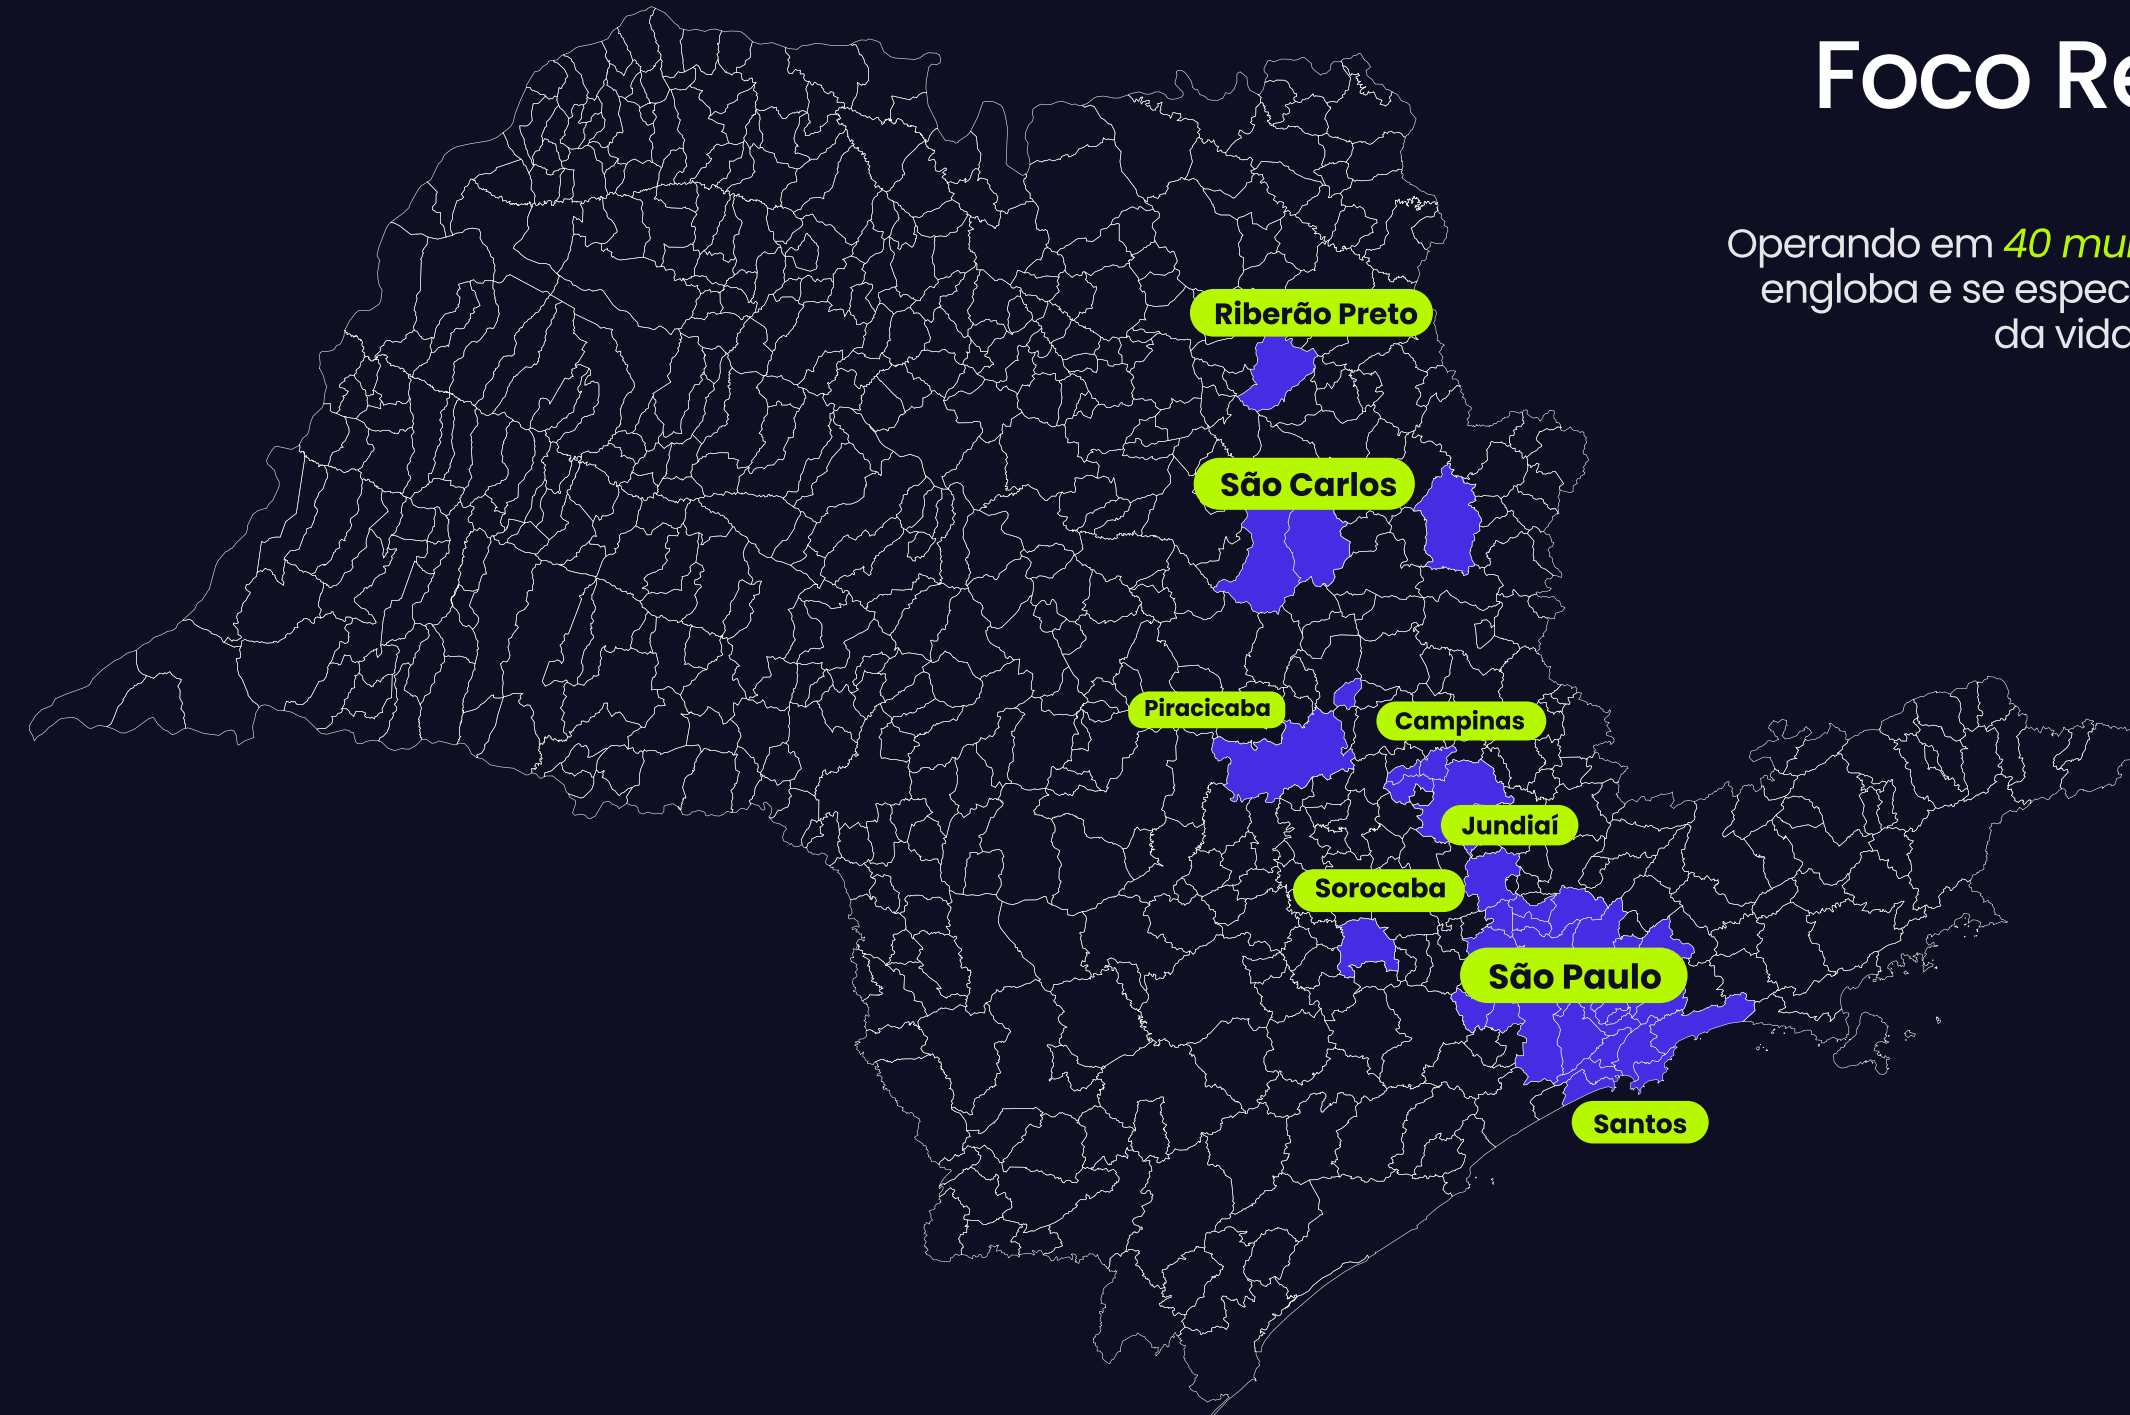 Foco Re
Operando em 40 mu
engloba e se espec
da vida
Riberão Preto
São Carlos
Piracicaba
Campinas
Jundiaí
Sorocaba
São Paulo
Santos